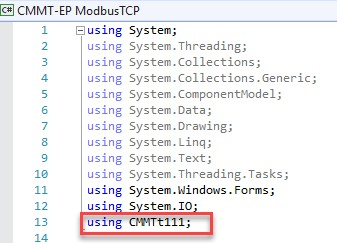 C# CMMT-EP ModbusTCP
1 using System;
2 using System.Threading;
3 using System.Collections;
4 using System.Collections.Generic;
5 using System.ComponentModel;
6 using System.Data;
7 using System.Drawing;
8 using System.Linq;
9 using System.Text;
10 using System.Threading.Tasks;
11 using System.Windows.Forms;
12 using System.IO;
13 using CMMTt111;